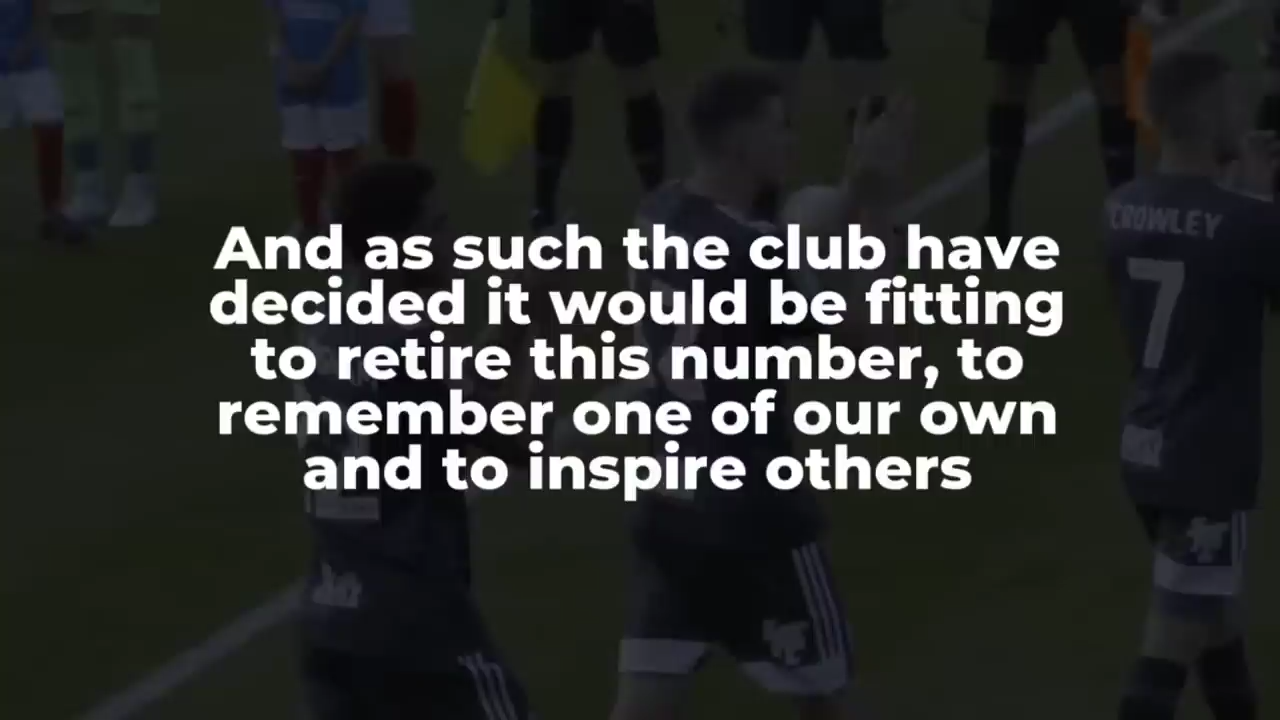 And as such the club have
decided it would be fitting
to retire this number, to
remember one of our own
and to inspire others
CROWLEY
7